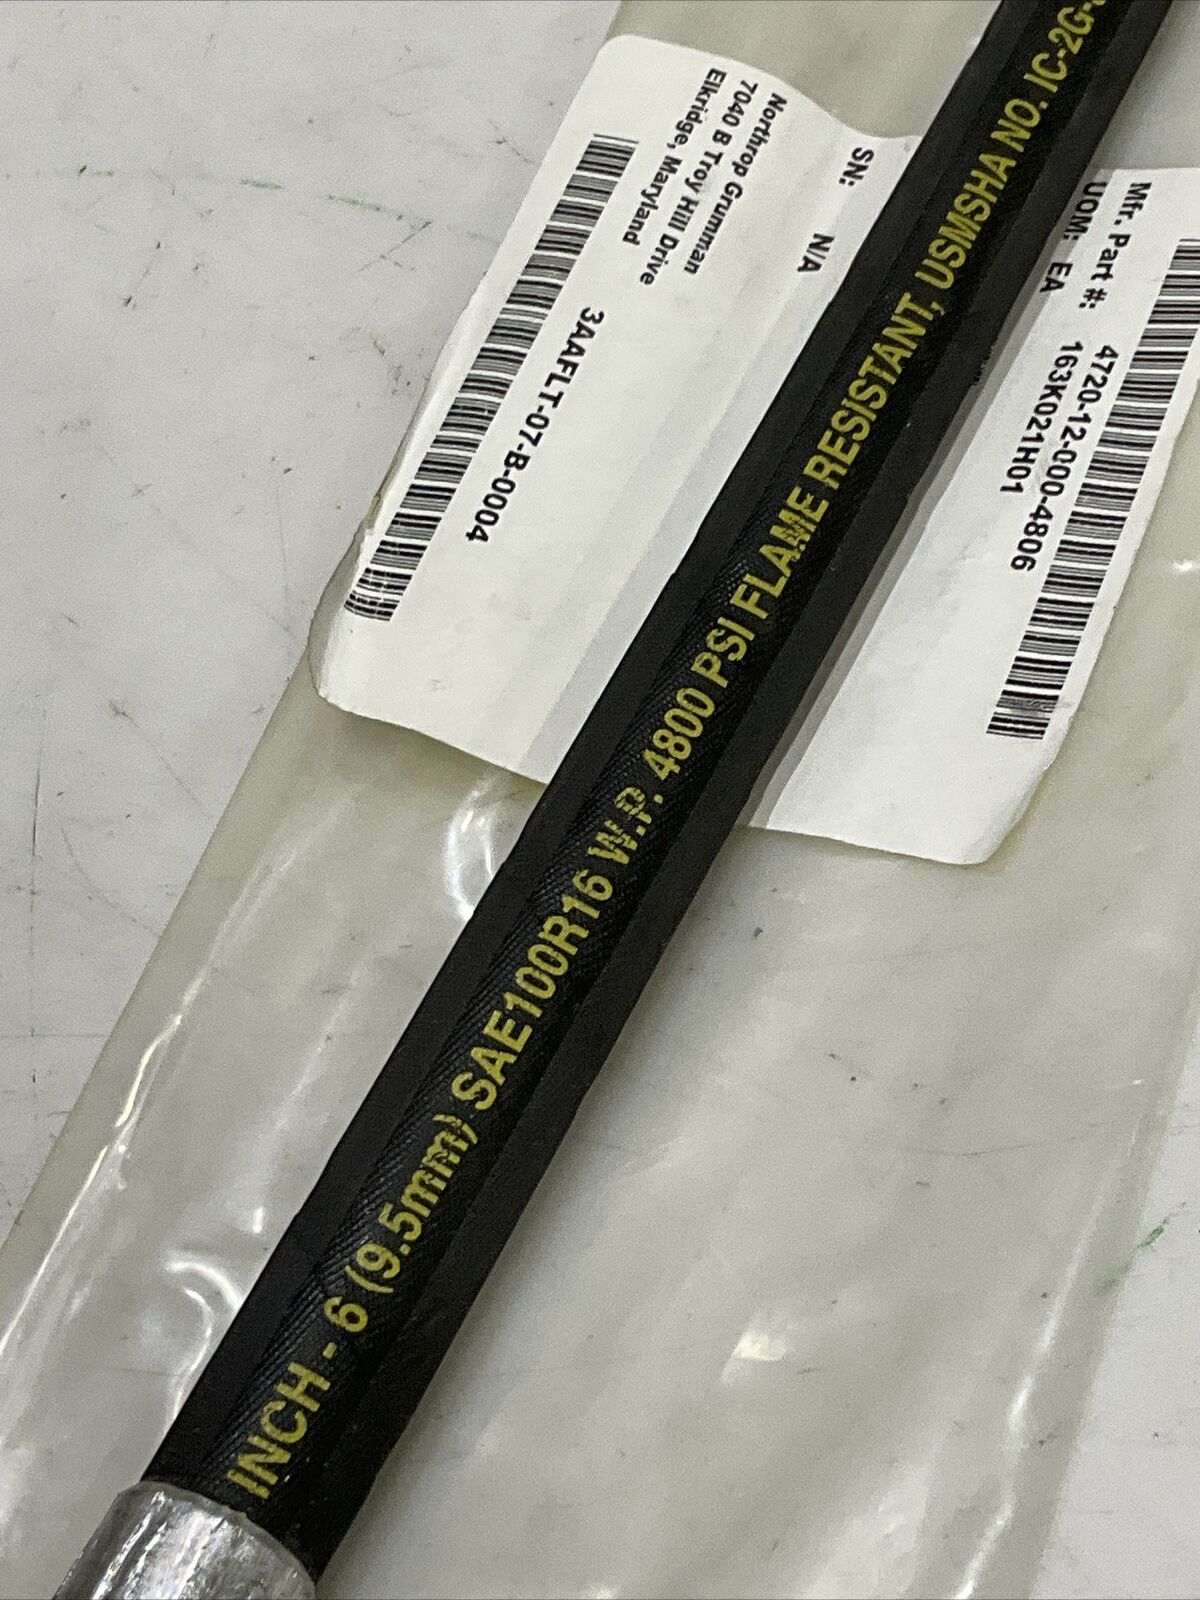 INCH - 6 (9.5mm) SAE100R16 W.P. 4800 PSI FLAME RESISTANT, USMSHA NO. IC-2G-
SN: N/A
Northrop Grumman
7040 B Troy Hill Drive
Elkridge, Maryland
3AAFLT-07-B-0004
Mfr. Part #: 4720-12-000-4806
UOM: EA 163K021H01